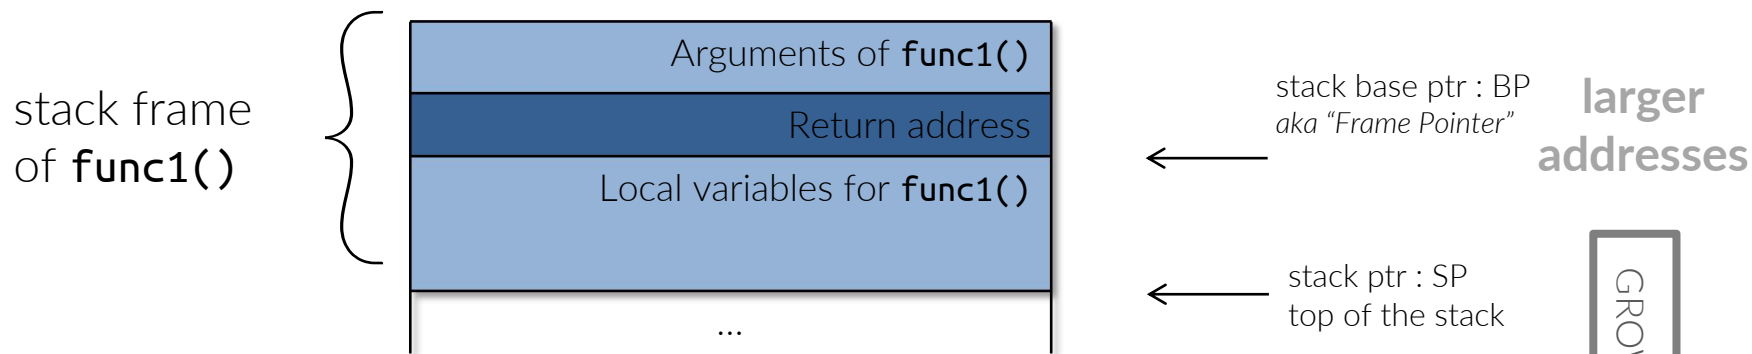 stack frame
of func1()
Arguments of func1()
Return address
Local variables for func1()
...
stack base ptr : BP
aka “Frame Pointer”
larger
addresses
stack ptr : SP
top of the stack